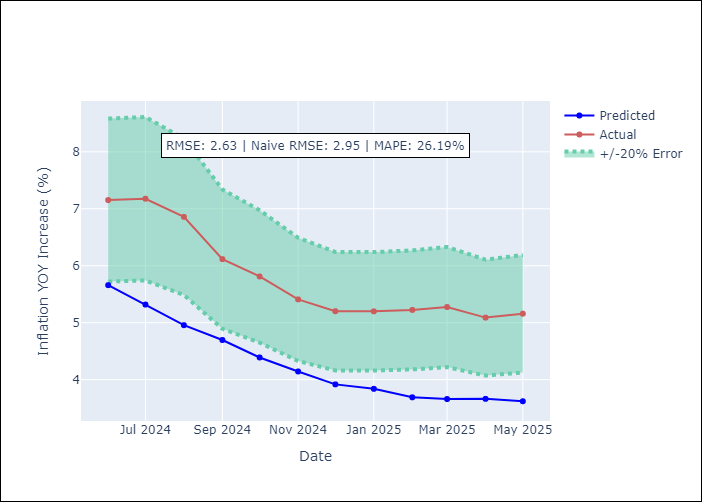 RMSE: 2.63 | Naive RMSE: 2.95 | MAPE: 26.19%
Predicted
Actual
+/-20% Error
Inflation YOY Increase (%)
8
7
6
5
4
Jul 2024
Sep 2024
Nov 2024
Jan 2025
Mar 2025
May 2025
Date